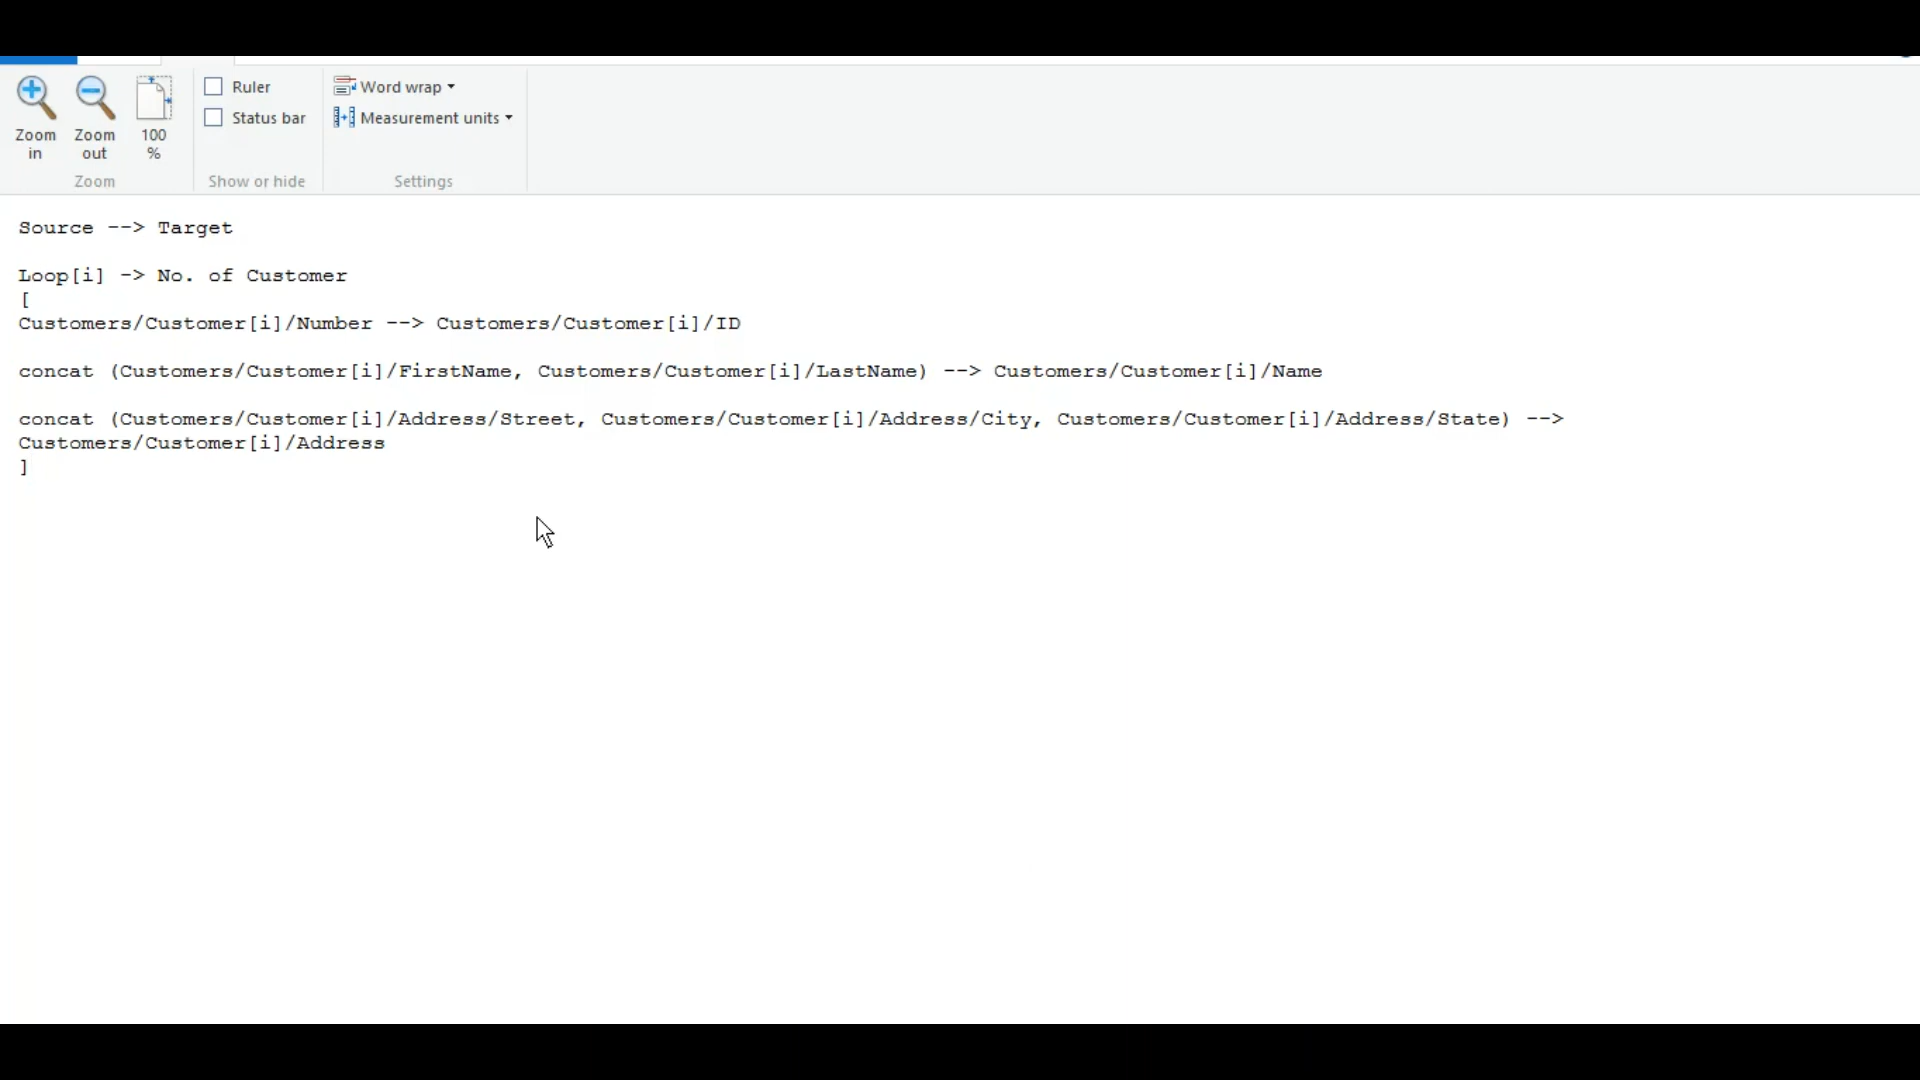 Zoom in
Zoom out
100 %
Zoom
Ruler
Status bar
Show or hide
Word wrap
Measurement units
Settings
Source --> Target
Loop[i] -> No. of Customer
[
Customers/Customer[i]/Number --> Customers/Customer[i]/ID
concat (Customers/Customer[i]/FirstName, Customers/Customer[i]/LastName) --> Customers/Customer[i]/Name
concat (Customers/Customer[i]/Address/Street, Customers/Customer[i]/Address/City, Customers/Customer[i]/Address/State) -->
Customers/Customer[i]/Address
]